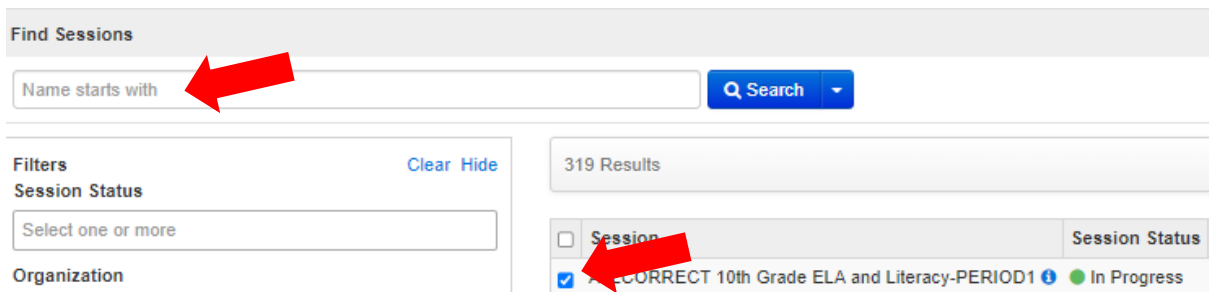 Find Sessions
Name starts with
Search
Filters Clear Hide
Session Status
Select one or more
Organization
319 Results
Session Session Status
10th Grade ELA and Literacy-PERIOD1 In Progress